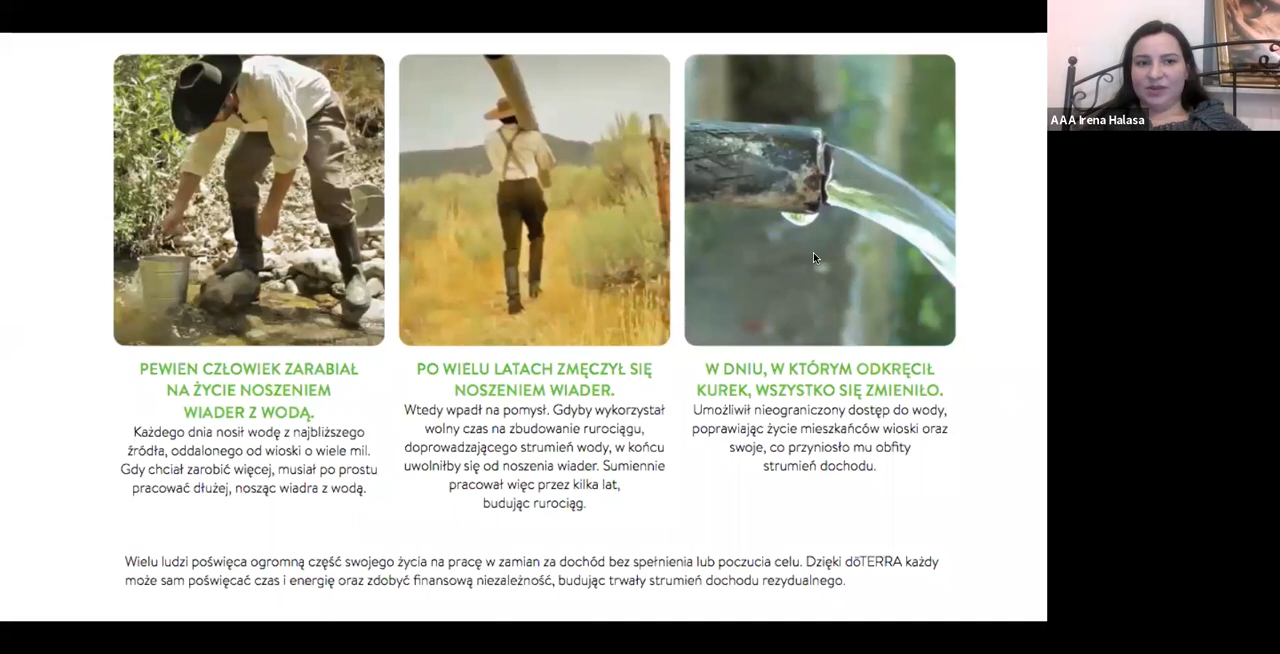 AAA Irena Halasa
PEWIEN CZŁOWIEK ZARABIAŁ
NA ŻYCIE NOSZENIEM
WIADER Z WODĄ.
Każdego dnia nosił wodę z najbliższego
źródła, oddalonego od wioski o wiele mil.
Gdy chciał zarobić więcej, musiał po prostu
pracować dłużej, nosząc wiadra z wodą.
PO WIELU LATACH ZMĘCZYŁ SIĘ
NOSZENIEM WIADER.
Wtedy wpadł na pomysł. Gdyby wykorzystał
wolny czas na zbudowanie rurociągu,
doprowadzającego strumień wody, w końcu
uwolniłby się od noszenia wiader. Sumiennie
pracował więc przez kilka lat,
budując rurociąg.
W DNIU, W KTÓRYM ODKRĘCIŁ
KUREK, WSZYSTKO SIĘ ZMIENIŁO.
Umożliwił nieograniczony dostęp do wody,
poprawiając życie mieszkańców wioski oraz
swoje, co przyniosło mu obfity
strumień dochodu.
Wielu ludzi poświęca ogromną część swojego życia na pracę w zamian za dochód bez spełnienia lub poczucia celu. Dzięki dōTERRA każdy
może sam poświęcać czas i energię oraz zdobyć finansową niezależność, budując trwały strumień dochodu rezydualnego.